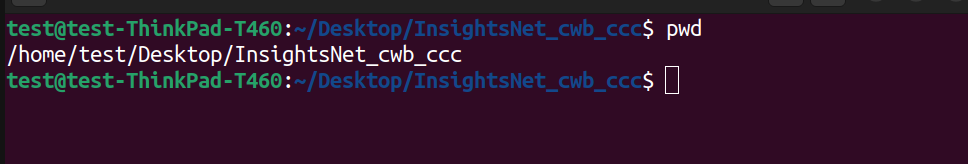 test@test-ThinkPad-T460:~/Desktop/InsightsNet_cwb_ccc$ pwd
/home/test/Desktop/InsightsNet_cwb_ccc
test@test-ThinkPad-T460:~/Desktop/InsightsNet_cwb_ccc$